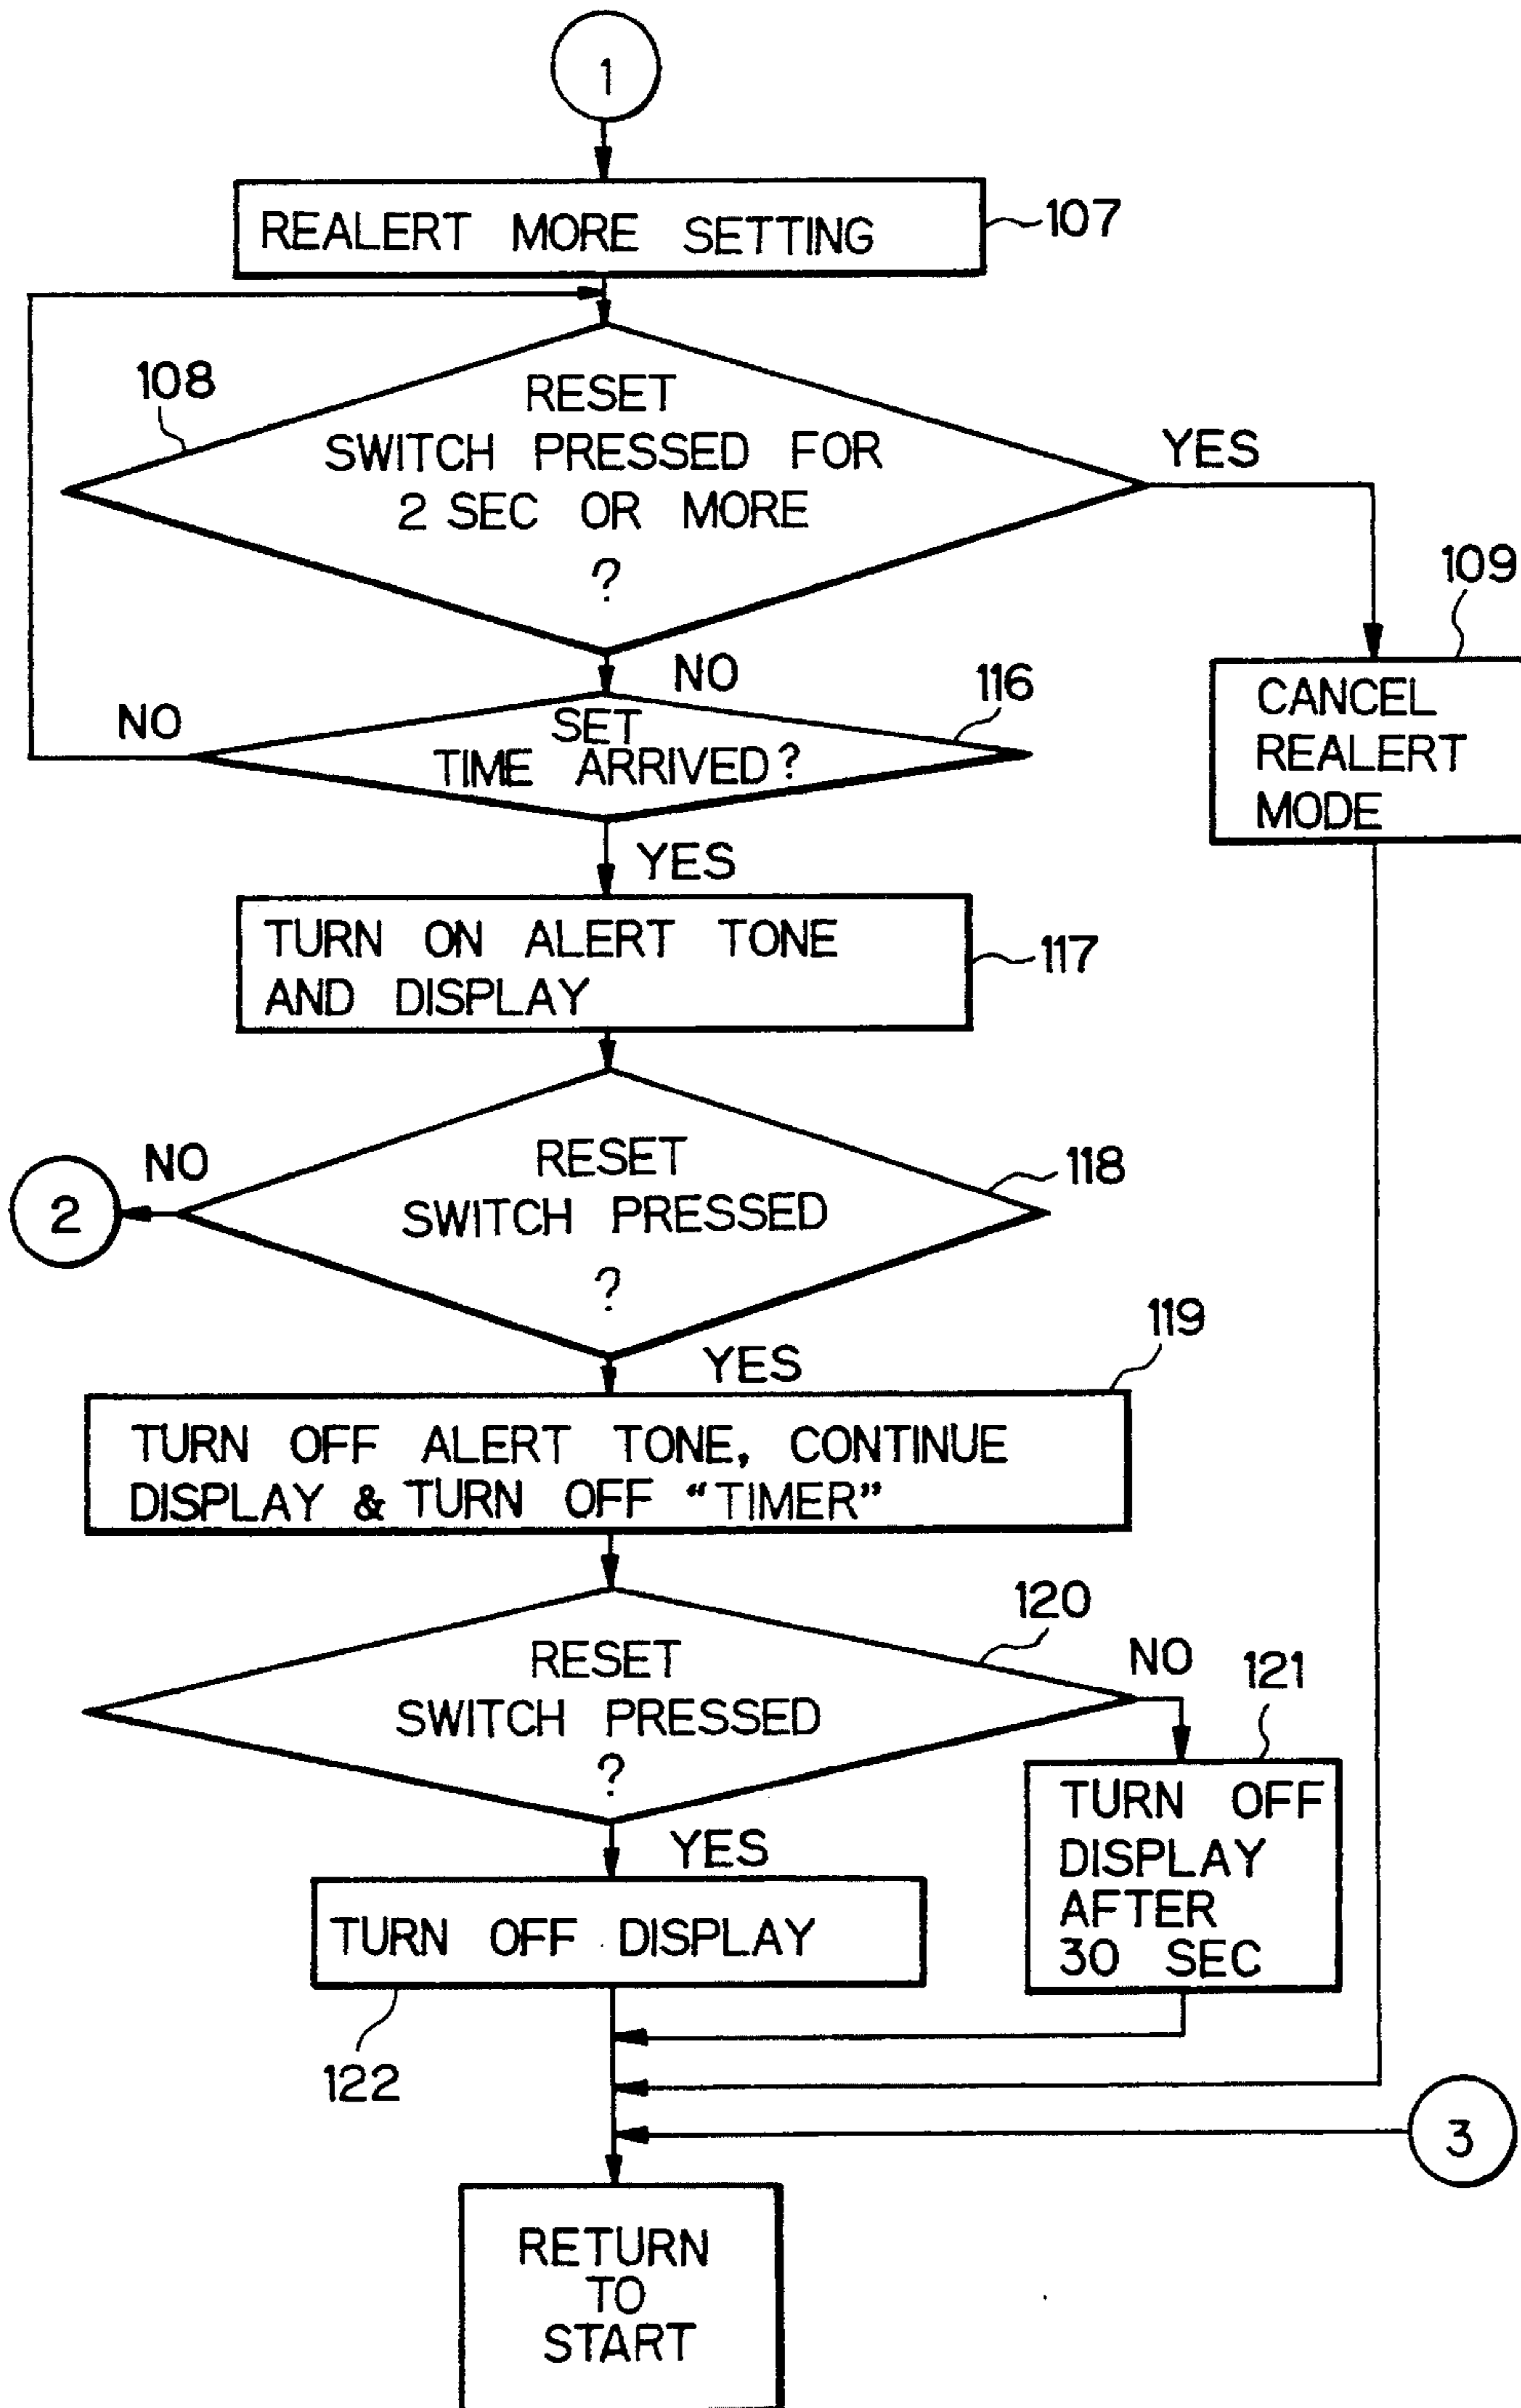 1
REALERT MORE SETTING
107
108
RESET
SWITCH PRESSED FOR
2 SEC OR MORE
?
YES
109
CANCEL
REALERT
MODE
NO
116
NO
SET
TIME ARRIVED?
YES
TURN ON ALERT TONE
AND DISPLAY
117
NO
2
RESET
SWITCH PRESSED
?
118
YES
119
TURN OFF ALERT TONE, CONTINUE
DISPLAY & TURN OFF "TIMER"
120
RESET
SWITCH PRESSED
?
NO
121
TURN OFF
DISPLAY
AFTER
30 SEC
YES
TURN OFF DISPLAY
122
3
RETURN
TO
START